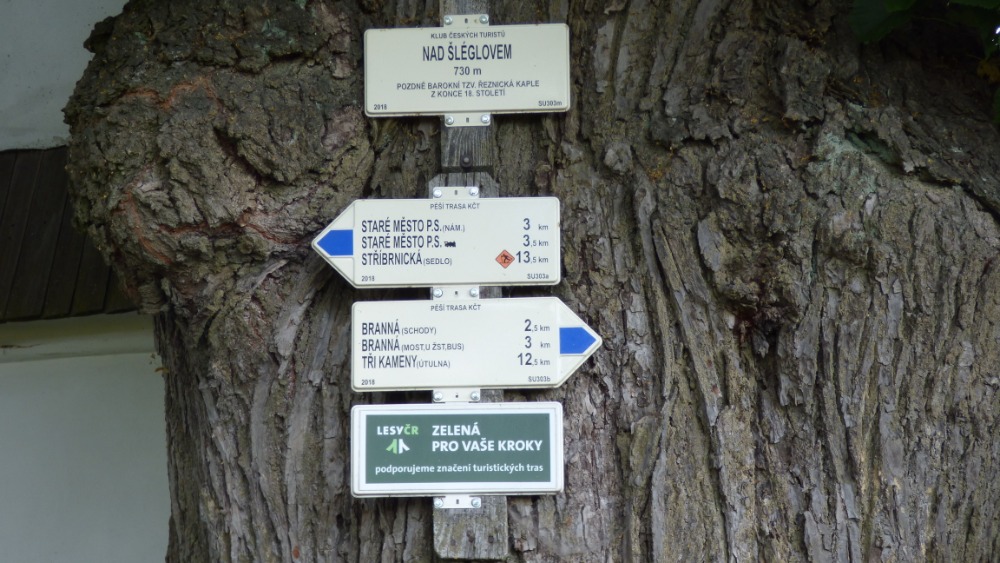 KLUB ČESKÝCH TURISTŮ
NAD ŠLÉGLOVEM
730 m
POZDNĚ BAROKNÍ TZV. ŘEZNICKÁ KAPLE
Z KONCE 18. STOLETÍ
2018 SU303m
PĚŠÍ TRASA KČT
STARÉ MĚSTO P.S.(NÁM.) 3 km
STARÉ MĚSTO P.S. 3,5 km
STŘÍBRNICKÁ(SEDLO) 13,5 km
2018 SU303a
PĚŠÍ TRASA KČT
BRANNÁ(SCHODY) 2,5 km
BRANNÁ(MOST,U ŽST,BUS) 3 km
TŘI KAMENY(ÚTULNA) 12,5 km
2018 SU303b
LESYČR ZELENÁ
PRO VAŠE KROKY
podporujeme značení turistických tras